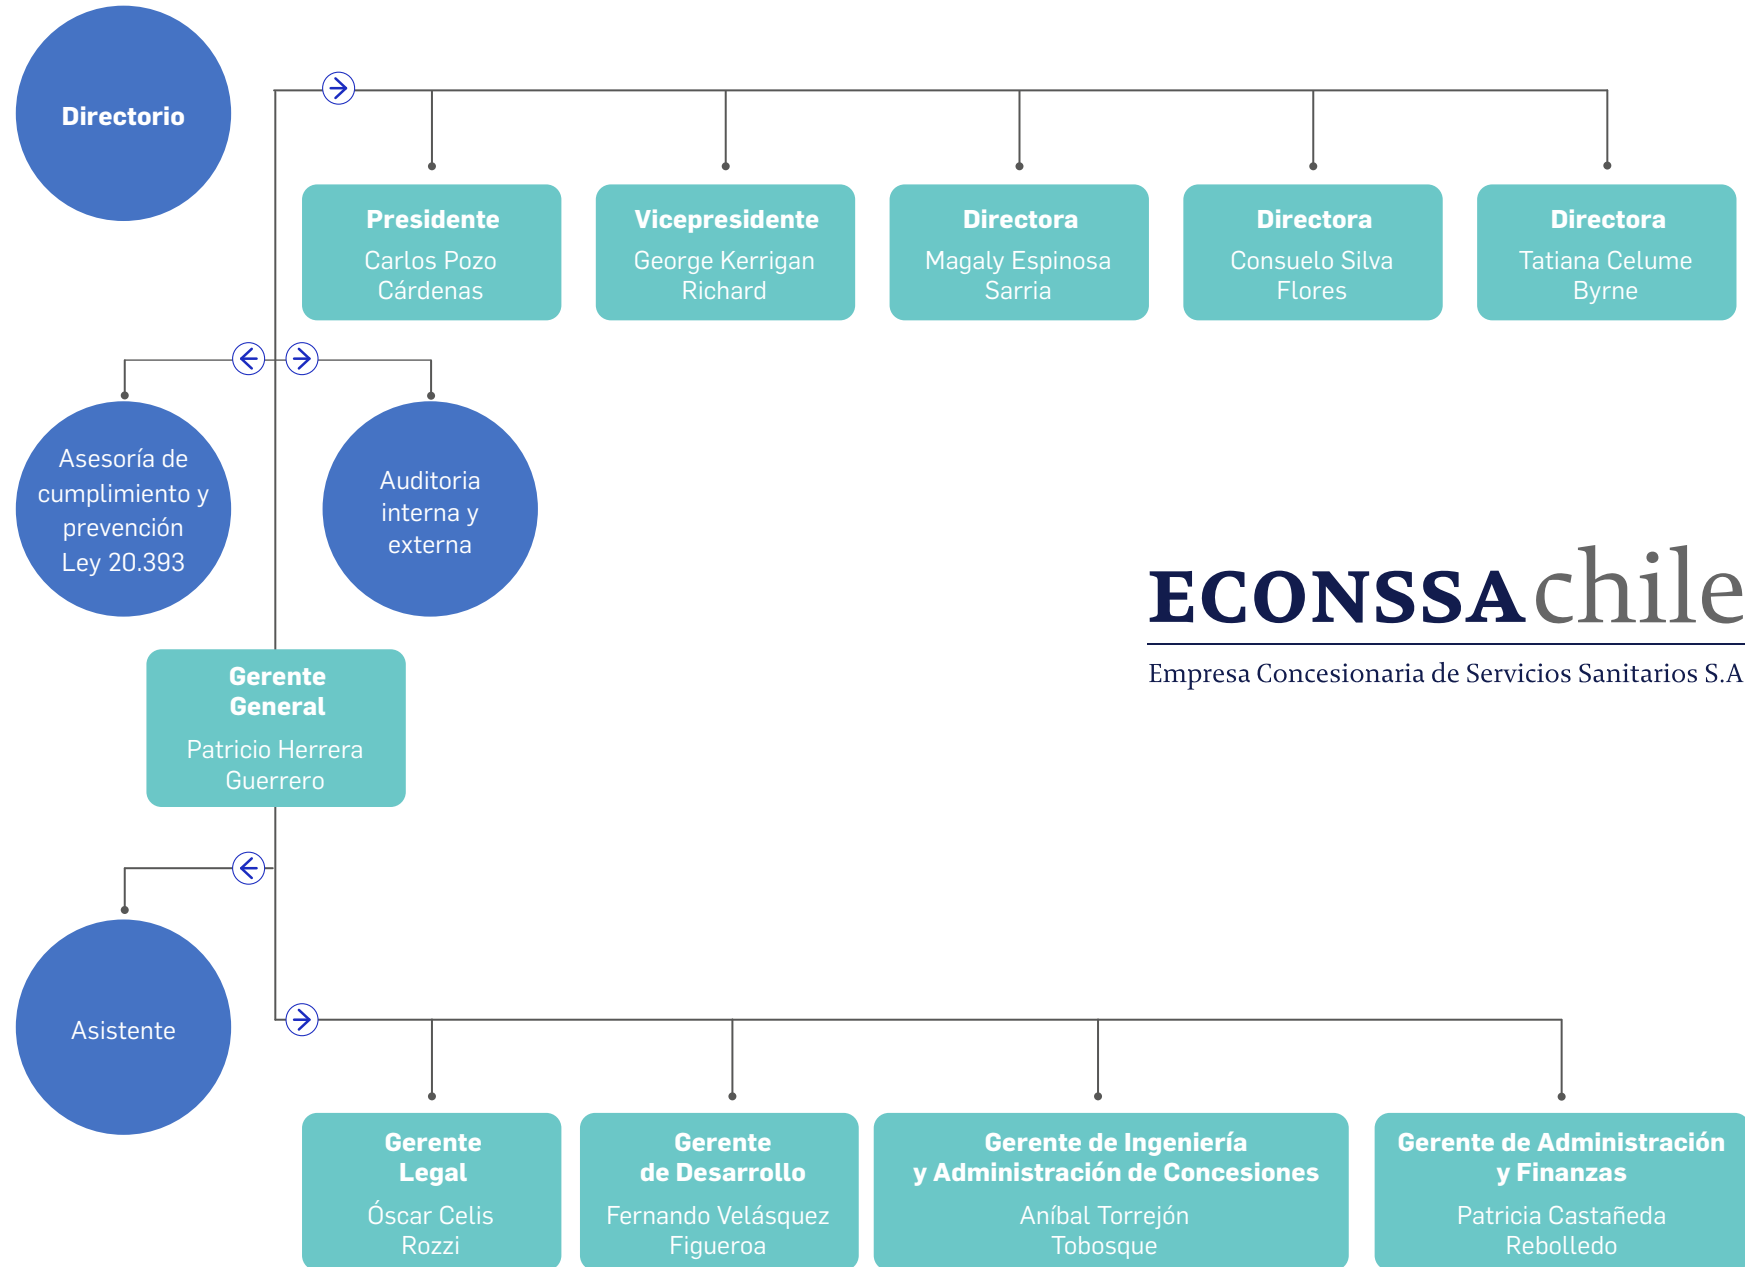 Directorio
Presidente
Carlos Pozo
Cárdenas
Vicepresidente
George Kerrigan
Richard
Directora
Magaly Espinosa
Sarria
Directora
Consuelo Silva
Flores
Directora
Tatiana Celume
Byrne
Asesoría de
cumplimiento y
prevención
Ley 20.393
Auditoria
interna y
externa
ECONSSAchile
Empresa Concesionaria de Servicios Sanitarios S.A
Gerente
General
Patricio Herrera
Guerrero
Asistente
Gerente
Legal
Óscar Celis
Rozzi
Gerente
de Desarrollo
Fernando Velásquez
Figueroa
Gerente de Ingeniería
y Administración de Concesiones
Aníbal Torrejón
Tobosque
Gerente de Administración
y Finanzas
Patricia Castañeda
Rebolledo